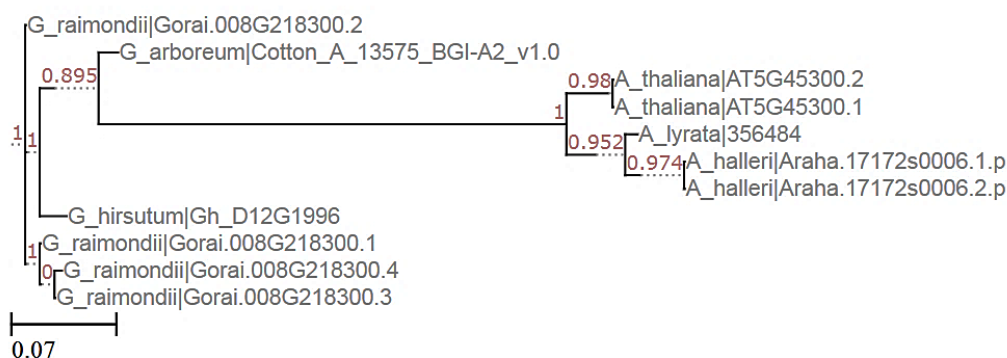 G_raimondii|Gorai.008G218300.2
G_arboreum|Cotton_A_13575_BGI-A2_v1.0
0.895
0.98
A_thaliana|AT5G45300.2
A_thaliana|AT5G45300.1
1
1
1
A_lyrata|356484
0.952
0.974
A_halleri|Araha.17172s0006.1.p
A_halleri|Araha.17172s0006.2.p
G_hirsutum|Gh_D12G1996
G_raimondii|Gorai.008G218300.1
1
0
G_raimondii|Gorai.008G218300.4
G_raimondii|Gorai.008G218300.3
0.07